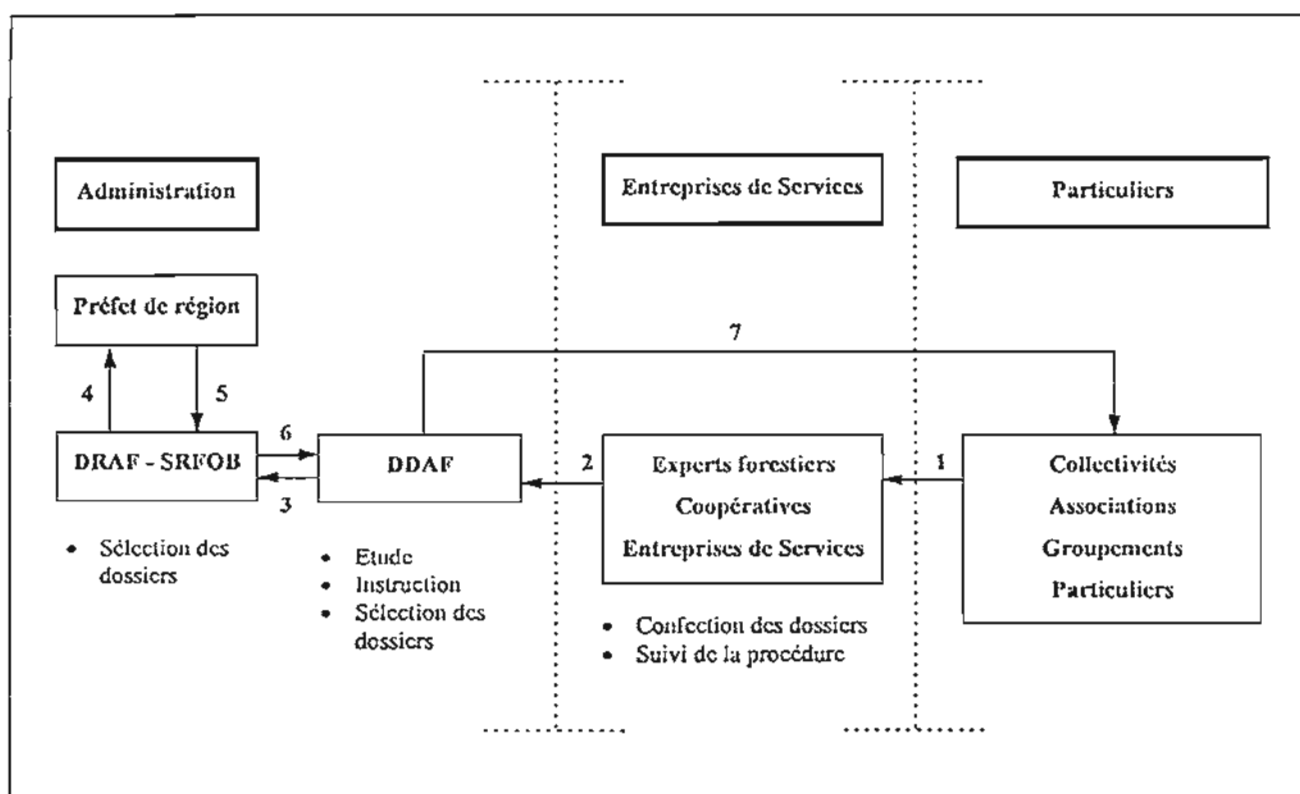 Administration
Entreprises de Services
Particuliers
Préfet de région
7
4
5
6
DRAF - SRFOB
3
DDAF
2
Experts forestiers
Coopératives
Entreprises de Services
1
Collectivités
Associations
Groupements
Particuliers
• Sélection des
dossiers
• Etude
• Instruction
• Sélection des
dossiers
• Confection des dossiers
• Suivi de la procédure